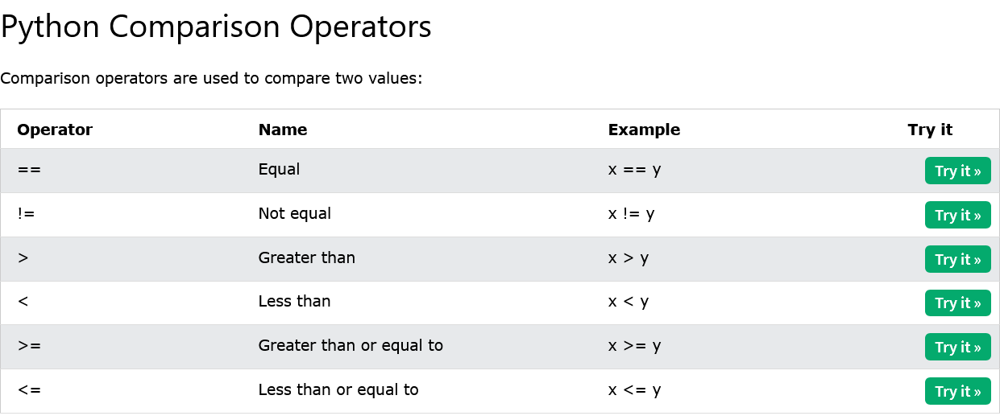 Python Comparison Operators
Comparison operators are used to compare two values:
Operator Name Example Try it
== Equal x == y Try it »
!= Not equal x != y Try it »
> Greater than x > y Try it »
< Less than x < y Try it »
>= Greater than or equal to x >= y Try it »
<= Less than or equal to x <= y Try it »